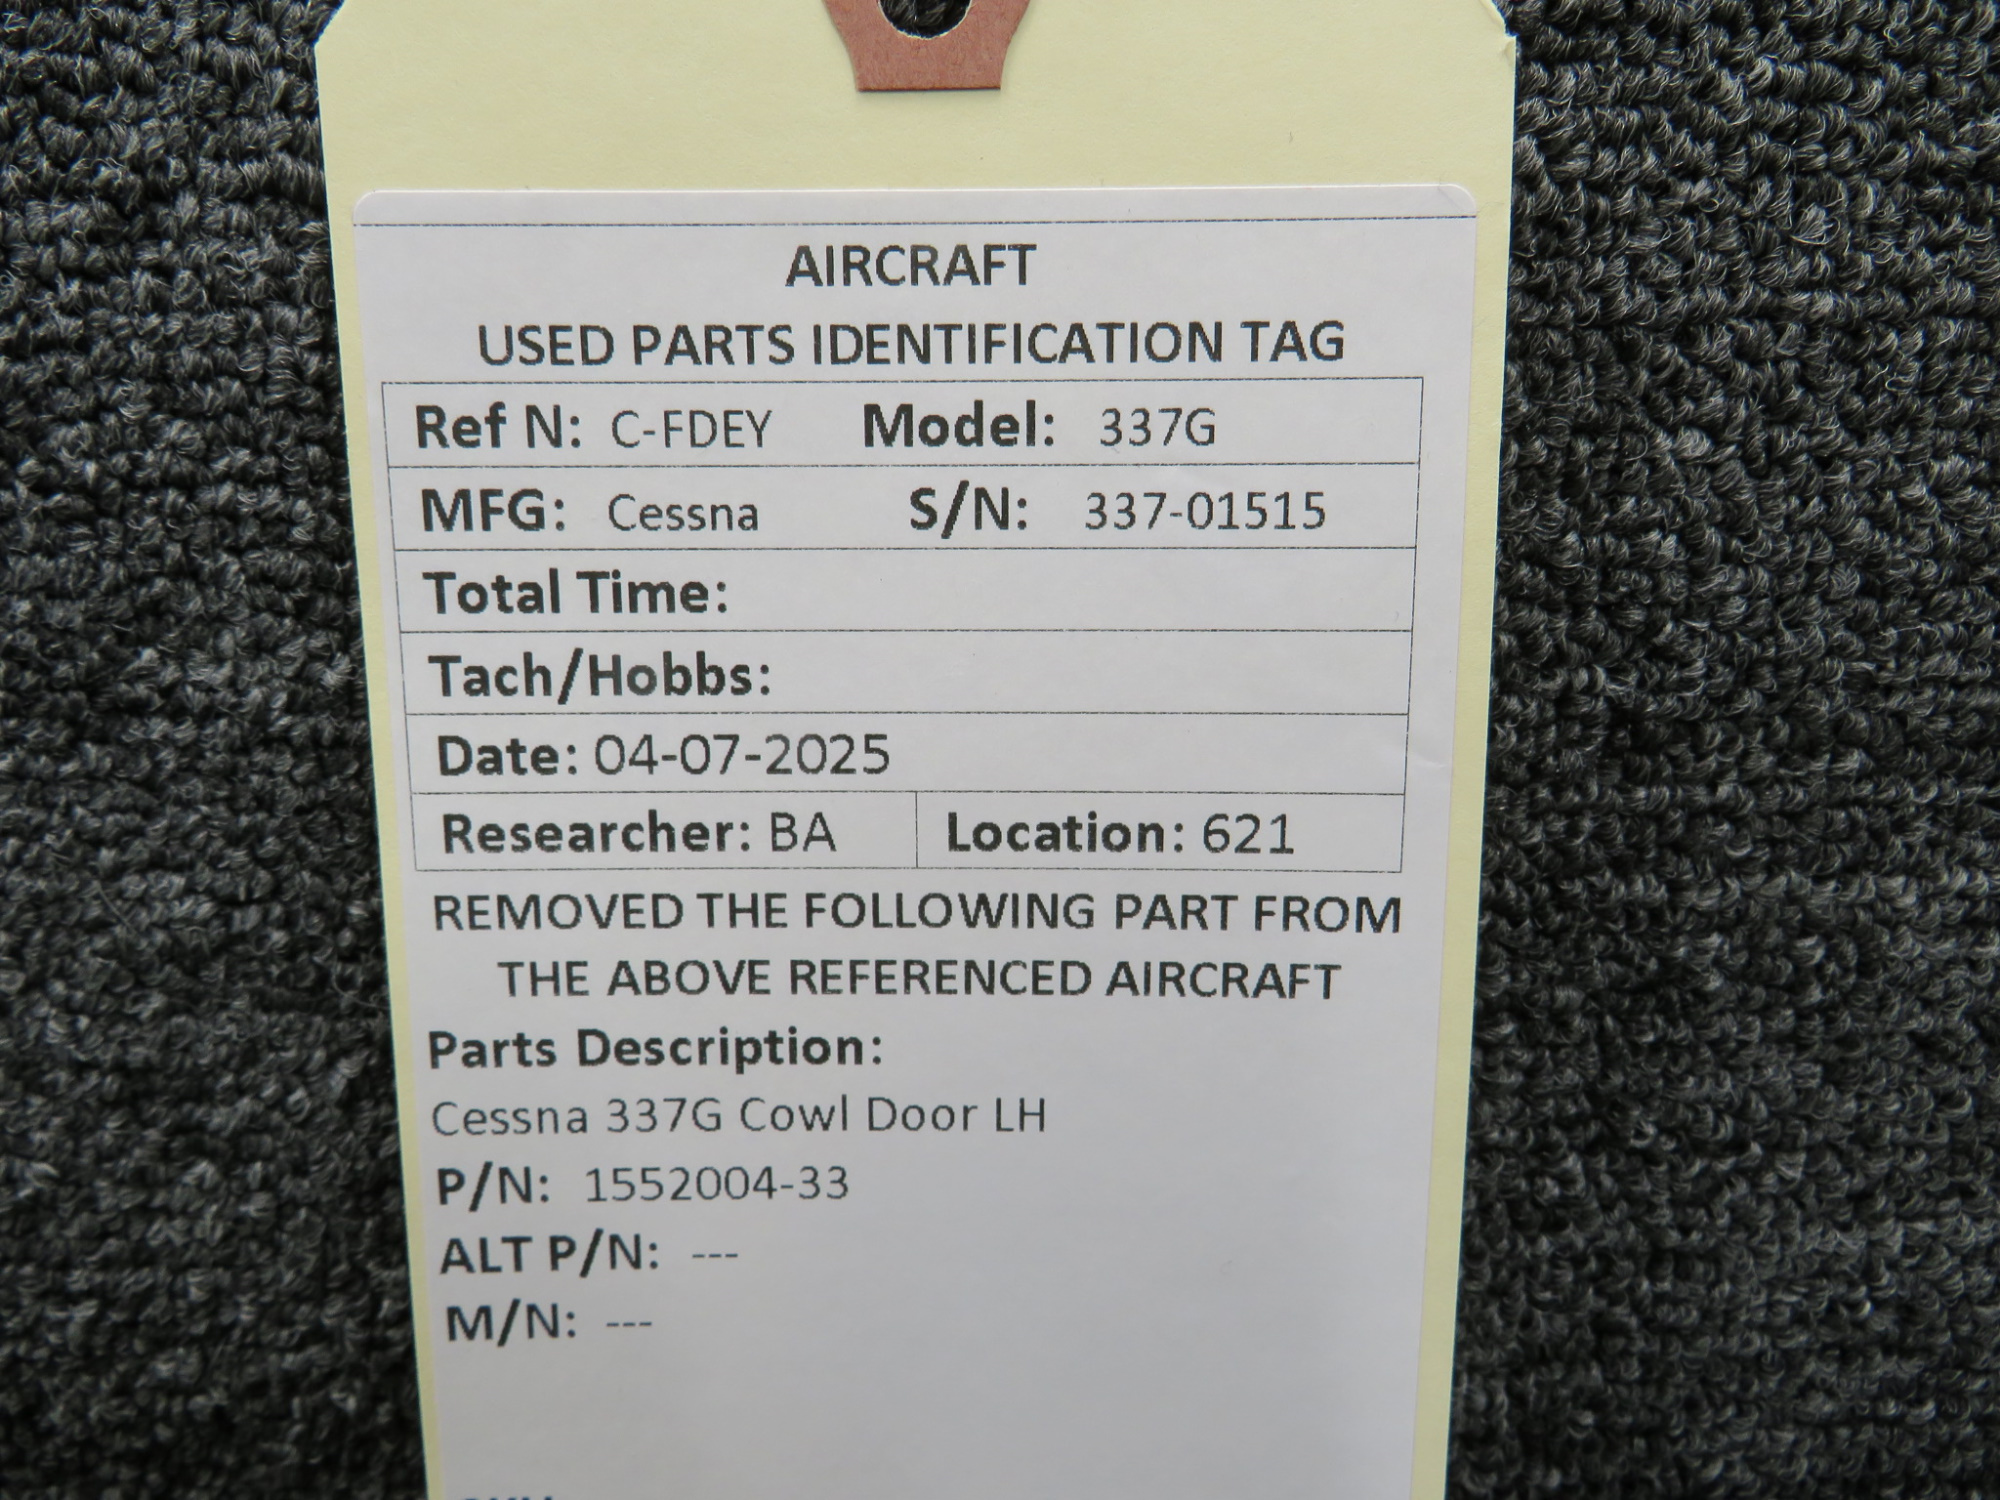 AIRCRAFT
USED PARTS IDENTIFICATION TAG
Ref N: C-FDEY Model: 337G
MFG: Cessna S/N: 337-01515
Total Time:
Tach/Hobbs:
Date: 04-07-2025
Researcher: BA Location: 621
REMOVED THE FOLLOWING PART FROM
THE ABOVE REFERENCED AIRCRAFT
Parts Description:
Cessna 337G Cowl Door LH
P/N: 1552004-33
ALT P/N: ---
M/N: ---